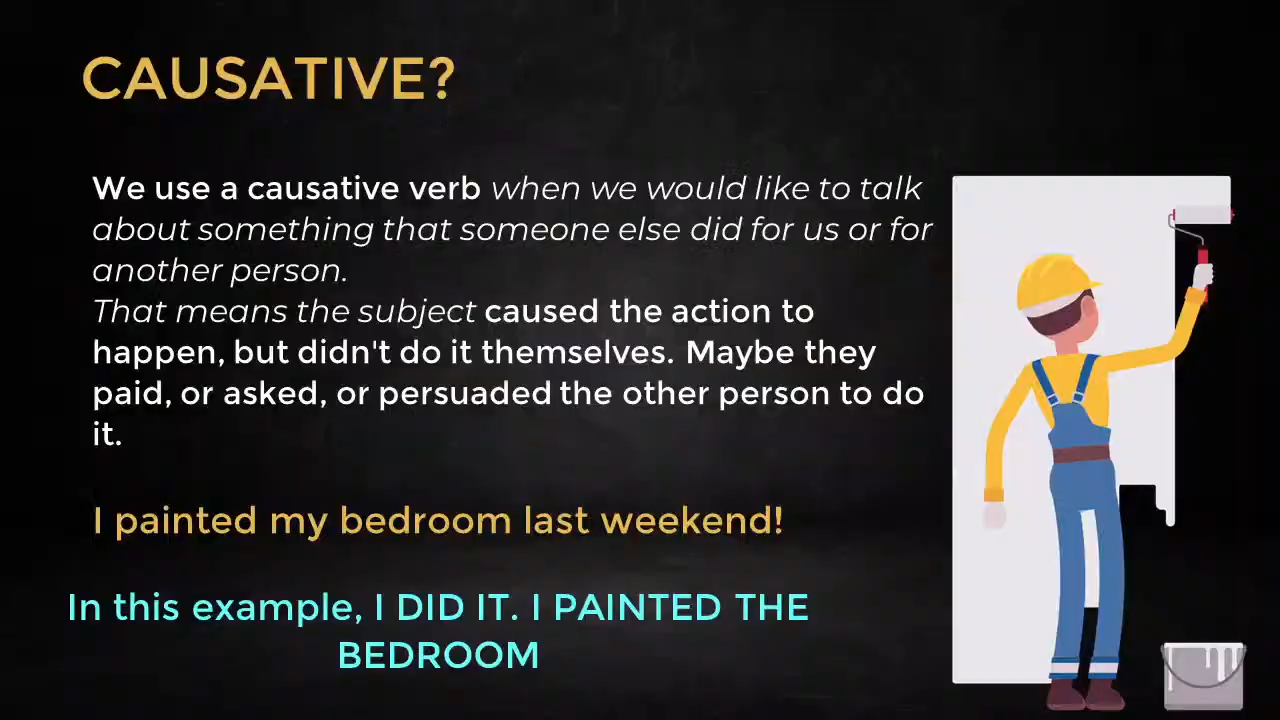 CAUSATIVE?
We use a causative verb when we would like to talk
about something that someone else did for us or for
another person.
That means the subject caused the action to
happen, but didn't do it themselves. Maybe they
paid, or asked, or persuaded the other person to do
it.
I painted my bedroom last weekend!
In this example, I DID IT. I PAINTED THE
BEDROOM